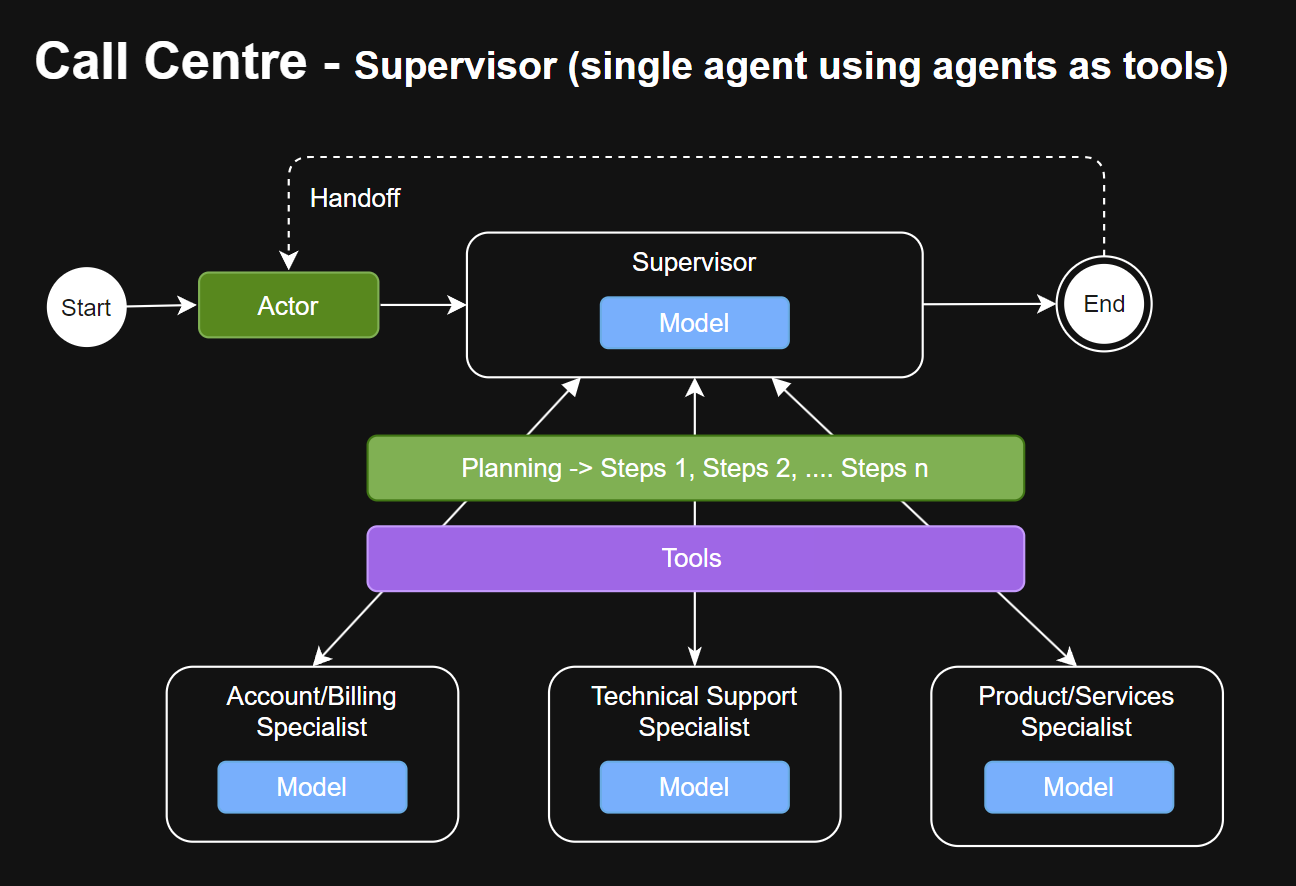 Call Centre - Supervisor (single agent using agents as tools)
Handoff
Start
Actor
Supervisor
Model
End
Planning -> Steps 1, Steps 2, .... Steps n
Tools
Account/Billing
Specialist
Model
Technical Support
Specialist
Model
Product/Services
Specialist
Model